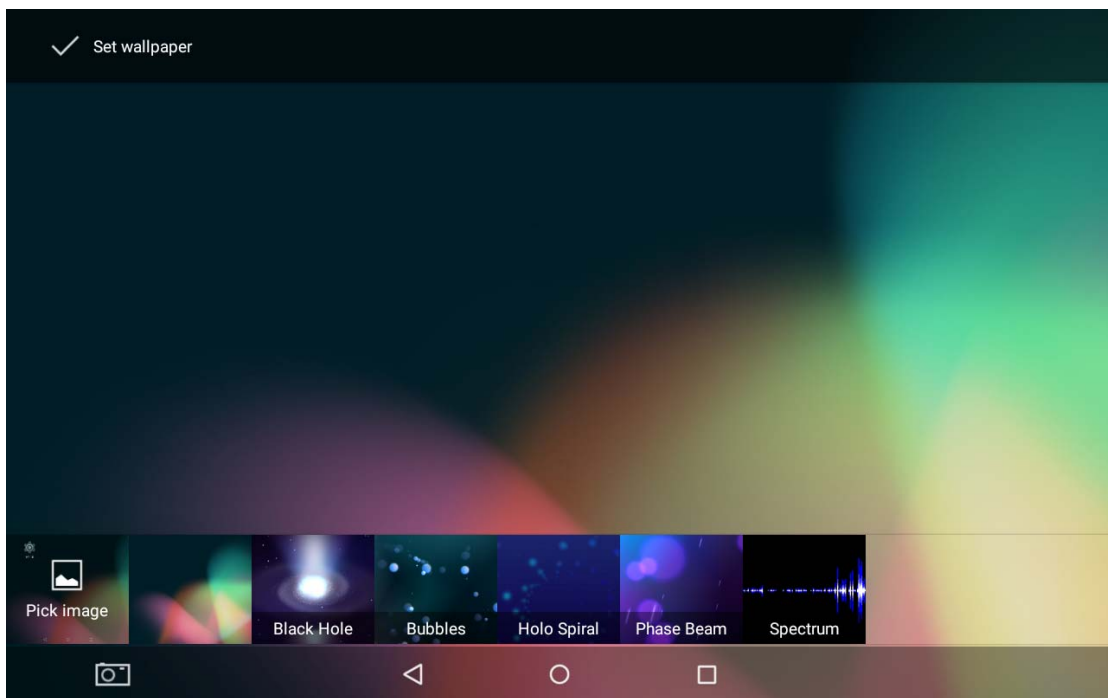 Set wallpaper
Pick image
Black Hole
Bubbles
Holo Spiral
Phase Beam
Spectrum